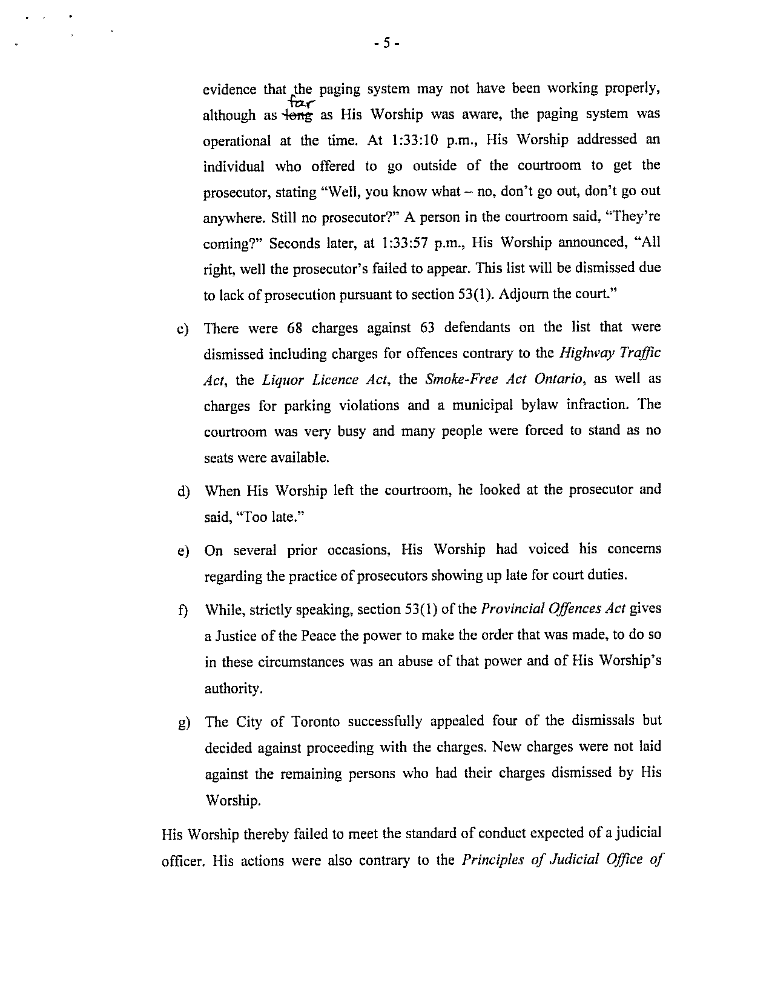 - 5 -
evidence that the paging system may not have been working properly,
far
although as long as His Worship was aware, the paging system was
operational at the time. At 1:33:10 p.m., His Worship addressed an
individual who offered to go outside of the courtroom to get the
prosecutor, stating “Well, you know what – no, don’t go out, don’t go out
anywhere. Still no prosecutor?” A person in the courtroom said, “They’re
coming?” Seconds later, at 1:33:57 p.m., His Worship announced, “All
right, well the prosecutor’s failed to appear. This list will be dismissed due
to lack of prosecution pursuant to section 53(1). Adjourn the court.”
c) There were 68 charges against 63 defendants on the list that were
dismissed including charges for offences contrary to the Highway Traffic
Act, the Liquor Licence Act, the Smoke-Free Act Ontario, as well as
charges for parking violations and a municipal bylaw infraction. The
courtroom was very busy and many people were forced to stand as no
seats were available.
d) When His Worship left the courtroom, he looked at the prosecutor and
said, “Too late.”
e) On several prior occasions, His Worship had voiced his concerns
regarding the practice of prosecutors showing up late for court duties.
f) While, strictly speaking, section 53(1) of the Provincial Offences Act gives
a Justice of the Peace the power to make the order that was made, to do so
in these circumstances was an abuse of that power and of His Worship’s
authority.
g) The City of Toronto successfully appealed four of the dismissals but
decided against proceeding with the charges. New charges were not laid
against the remaining persons who had their charges dismissed by His
Worship.
His Worship thereby failed to meet the standard of conduct expected of a judicial
officer. His actions were also contrary to the Principles of Judicial Office of